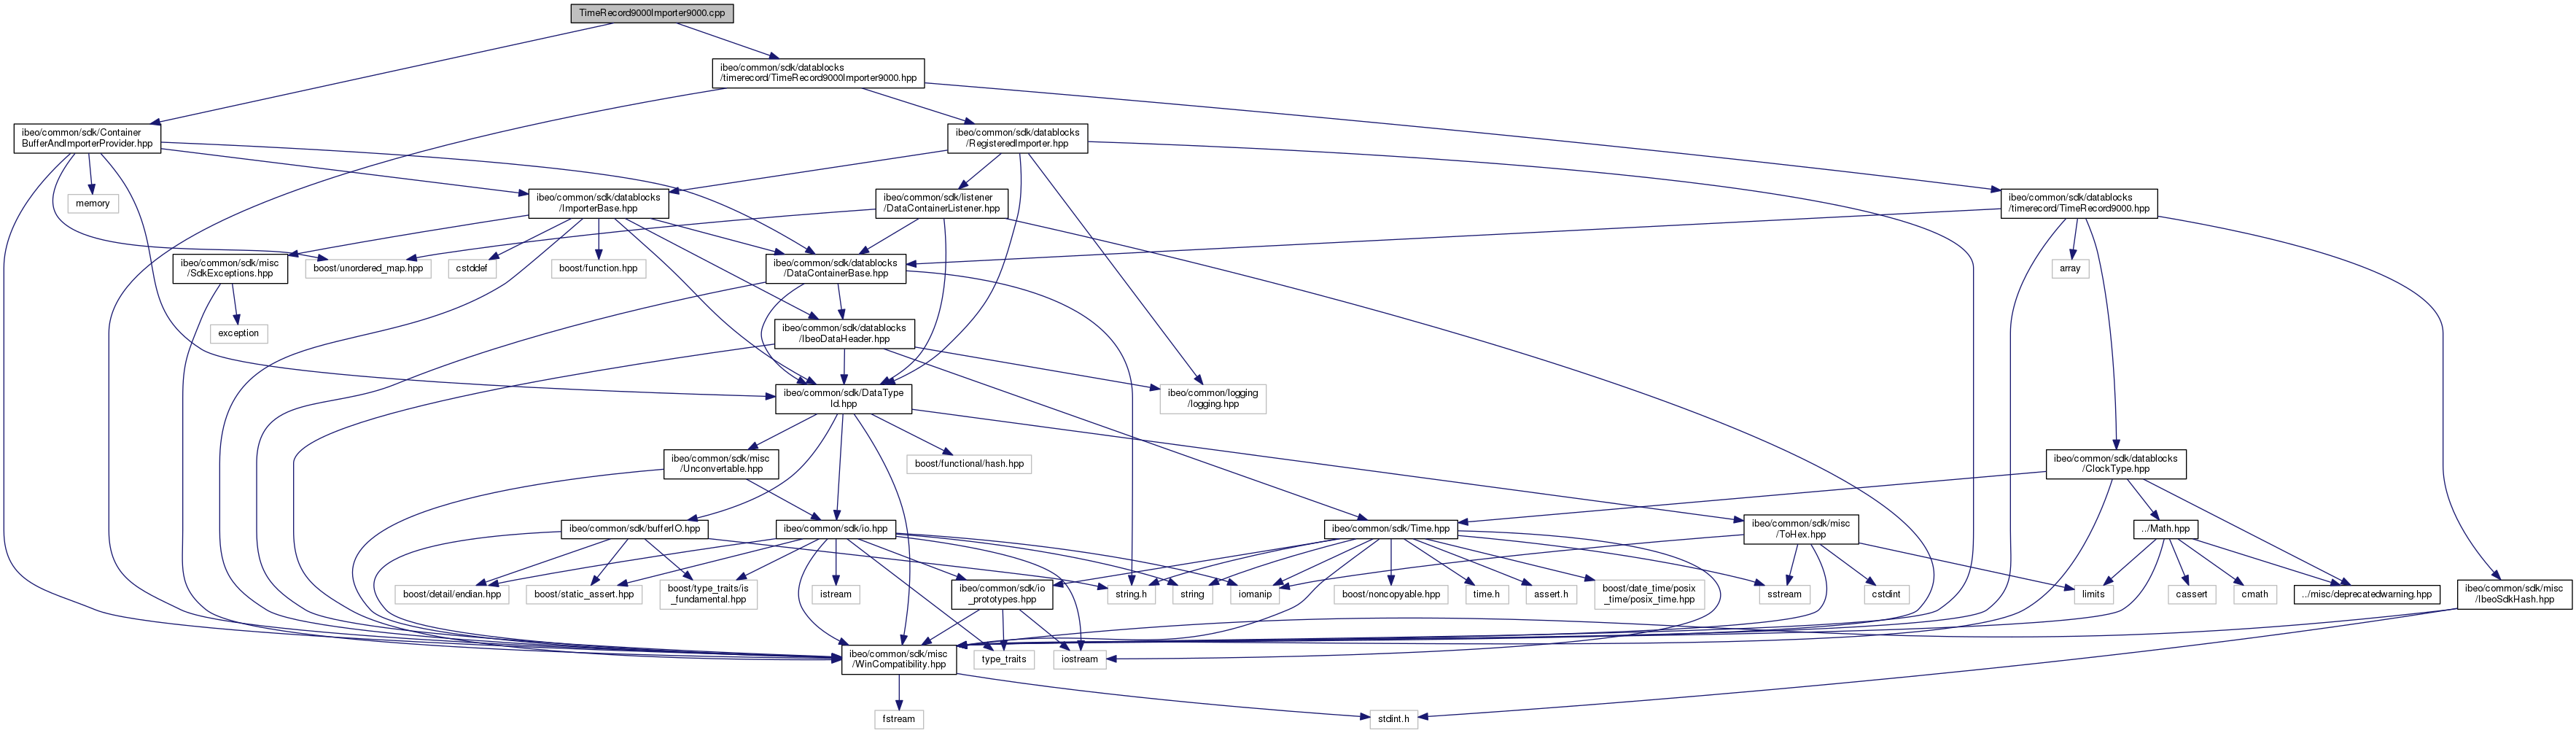 TimeRecord9000Importer9000.cpp
ibeo/common/sdk/datablocks
/timerecord/TimeRecord9000Importer9000.hpp
ibeo/common/sdk/Container
BufferAndImporterProvider.hpp
ibeo/common/sdk/datablocks
/RegisteredImporter.hpp
memory
ibeo/common/sdk/datablocks
/ImporterBase.hpp
ibeo/common/sdk/listener
/DataContainerListener.hpp
ibeo/common/sdk/datablocks
/timerecord/TimeRecord9000.hpp
ibeo/common/sdk/misc
/SdkExceptions.hpp
boost/unordered_map.hpp
cstddef
boost/function.hpp
ibeo/common/sdk/datablocks
/DataContainerBase.hpp
array
exception
ibeo/common/sdk/datablocks
/IbeoDataHeader.hpp
ibeo/common/sdk/DataType
Id.hpp
ibeo/common/logging
/logging.hpp
ibeo/common/sdk/misc
/Unconvertable.hpp
boost/functional/hash.hpp
ibeo/common/sdk/datablocks
/ClockType.hpp
ibeo/common/sdk/bufferIO.hpp
ibeo/common/sdk/io.hpp
ibeo/common/sdk/Time.hpp
ibeo/common/sdk/misc
/ToHex.hpp
../Math.hpp
boost/detail/endian.hpp
boost/static_assert.hpp
boost/type_traits/is
_fundamental.hpp
istream
ibeo/common/sdk/io
_prototypes.hpp
string.h
string
iomanip
boost/noncopyable.hpp
time.h
assert.h
boost/date_time/posix
_time/posix_time.hpp
sstream
cstdint
limits
cassert
cmath
../misc/deprecatedwarning.hpp
ibeo/common/sdk/misc
/IbeoSdkHash.hpp
ibeo/common/sdk/misc
/WinCompatibility.hpp
type_traits
iostream
fstream
stdint.h